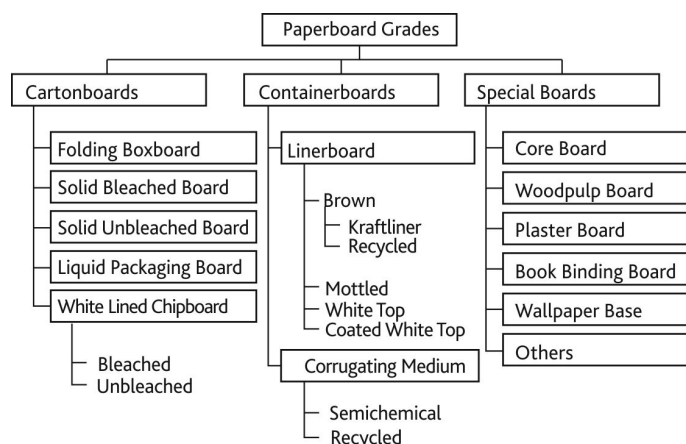 Paperboard Grades
Cartonboards
Containerboards
Special Boards
Folding Boxboard
Solid Bleached Board
Solid Unbleached Board
Liquid Packaging Board
White Lined Chipboard
Bleached
Unbleached
Linerboard
Brown
Kraftliner
Recycled
Mottled
White Top
Coated White Top
Corrugating Medium
Semichemical
Recycled
Core Board
Woodpulp Board
Plaster Board
Book Binding Board
Wallpaper Base
Others